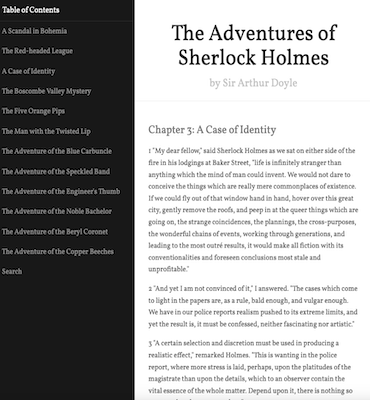 Table of Contents
A Scandal in Bohemia
The Red-headed League
A Case of Identity
The Boscombe Valley Mystery
The Five Orange Pips
The Man with the Twisted Lip
The Adventure of the Blue Carbuncle
The Adventure of the Speckled Band
The Adventure of the Engineer's Thumb
The Adventure of the Noble Bachelor
The Adventure of the Beryl Coronet
The Adventure of the Copper Beeches
Search
The Adventures of
Sherlock Holmes
by Sir Arthur Doyle
Chapter 3: A Case of Identity
1 "My dear fellow," said Sherlock Holmes as we sat on either side of the
fire in his lodgings at Baker Street, "life is infinitely stranger than
anything which the mind of man could invent. We would not dare to
conceive the things which are really mere commonplaces of existence.
If we could fly out of that window hand in hand, hover over this great
city, gently remove the roofs, and peep in at the queer things which are
going on, the strange coincidences, the plannings, the cross-purposes,
the wonderful chains of events, working through generations, and
leading to the most outré results, it would make all fiction with its
conventionalities and foreseen conclusions most stale and
unprofitable."
2 "And yet I am not convinced of it," I answered. "The cases which come
to light in the papers are, as a rule, bald enough, and vulgar enough.
We have in our police reports realism pushed to its extreme limits, and
yet the result is, it must be confessed, neither fascinating nor artistic."
3 "A certain selection and discretion must be used in producing a
realistic effect," remarked Holmes. "This is wanting in the police
report, where more stress is laid, perhaps, upon the platitudes of the
magistrate than upon the details, which to an observer contain the
vital essence of the whole matter. Depend upon it, there is nothing so